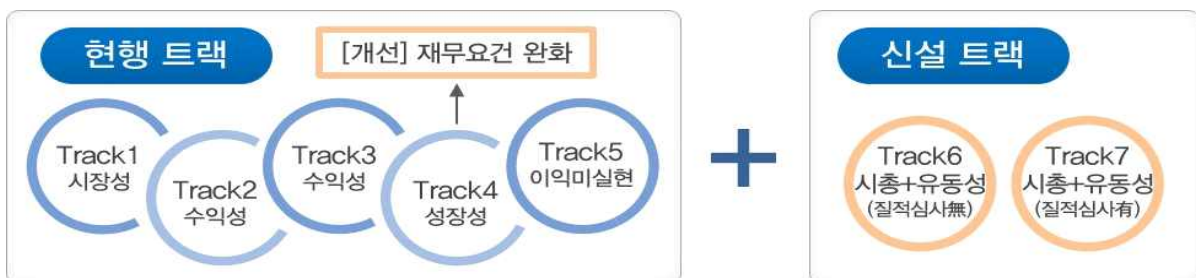 현행 트랙
[개선] 재무요건 완화
Track1
시장성
Track2
수익성
Track3
수익성
Track4
성장성
Track5
이익미실현
+
신설 트랙
Track6
시총+유동성
(질적심사無)
Track7
시총+유동성
(질적심사有)